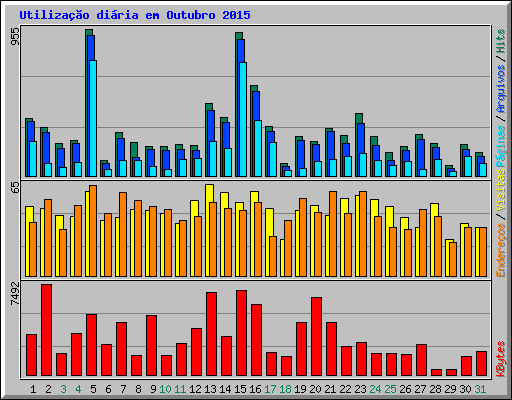 Utilização diária em Outubro 2015
955
65
7492
Endereços / Visitas Páginas / Arquivos / Hits
KBytes
1 2 3 4 5 6 7 8 9 10 11 12 13 14 15 16 17 18 19 20 21 22 23 24 25 26 27 28 29 30 31